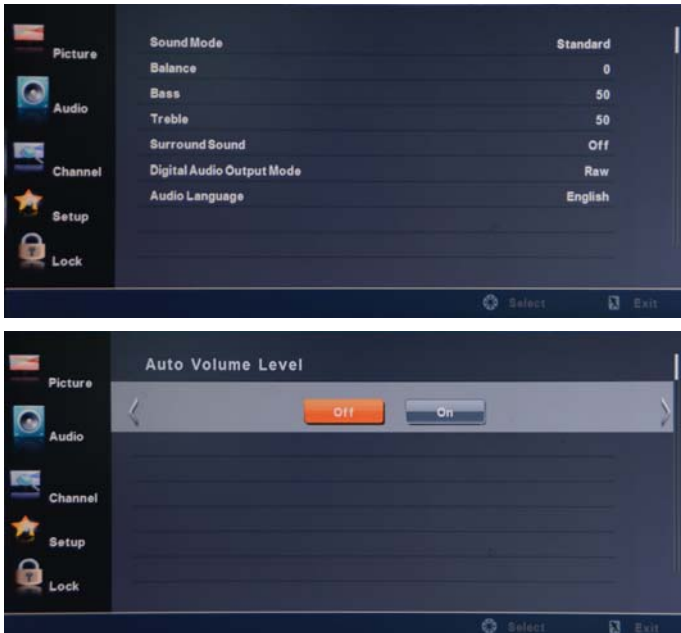 Picture
Audio
Channel
Setup
Lock
Sound Mode Standard
Balance 0
Bass 50
Treble 50
Surround Sound Off
Digital Audio Output Mode Raw
Audio Language English
Select Exit
Picture
Audio
Channel
Setup
Lock
Auto Volume Level
Off On
Select Exit